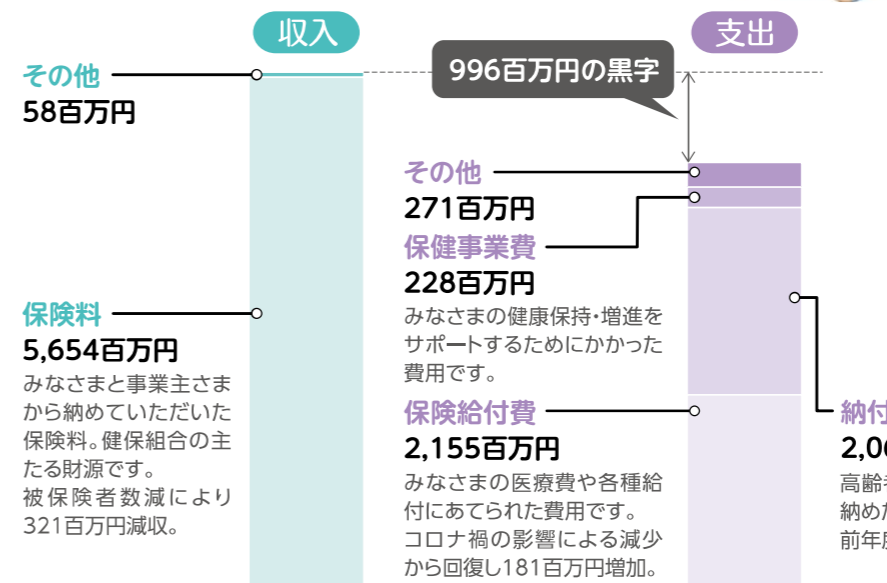 収入
その他
58百万円
保険料
5,654百万円
みなさまと事業主さま
から納めていただいた
保険料。健保組合の主
たる財源です。
被保険者数減により
321百万円減収。
支出
996百万円の黒字
その他
271百万円
保健事業費
228百万円
みなさまの健康保持・増進を
サポートするためにかかった
費用です。
保険給付費
2,155百万円
みなさまの医療費や各種給
付にあてられた費用です。
コロナ禍の影響による減少
から回復し181百万円増加。
納付
2,0
高齢
納め
前年